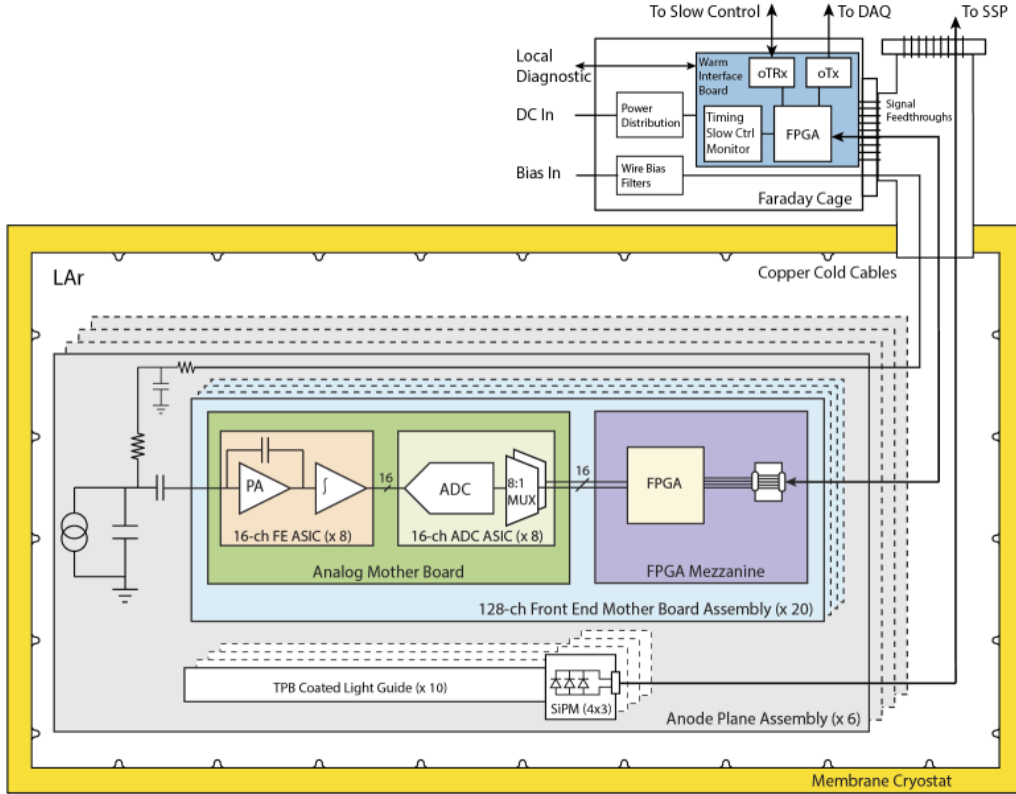 To Slow Control
To DAQ
To SSP
Local
Diagnostic
Warm
Interface
Board
oTRx
oTx
DC In
Power
Distribution
Timing
Slow Ctrl
Monitor
FPGA
Signal
Feedthroughs
Bias In
Wire Bias
Filters
Faraday Cage
LAr
Copper Cold Cables
PA
∫
16
ADC
8:1
MUX
16
FPGA
16-ch FE ASIC (x 8)
16-ch ADC ASIC (x 8)
Analog Mother Board
FPGA Mezzanine
128-ch Front End Mother Board Assembly (x 20)
TPB Coated Light Guide (x 10)
SiPM (4x3)
Anode Plane Assembly (x 6)
Membrane Cryostat